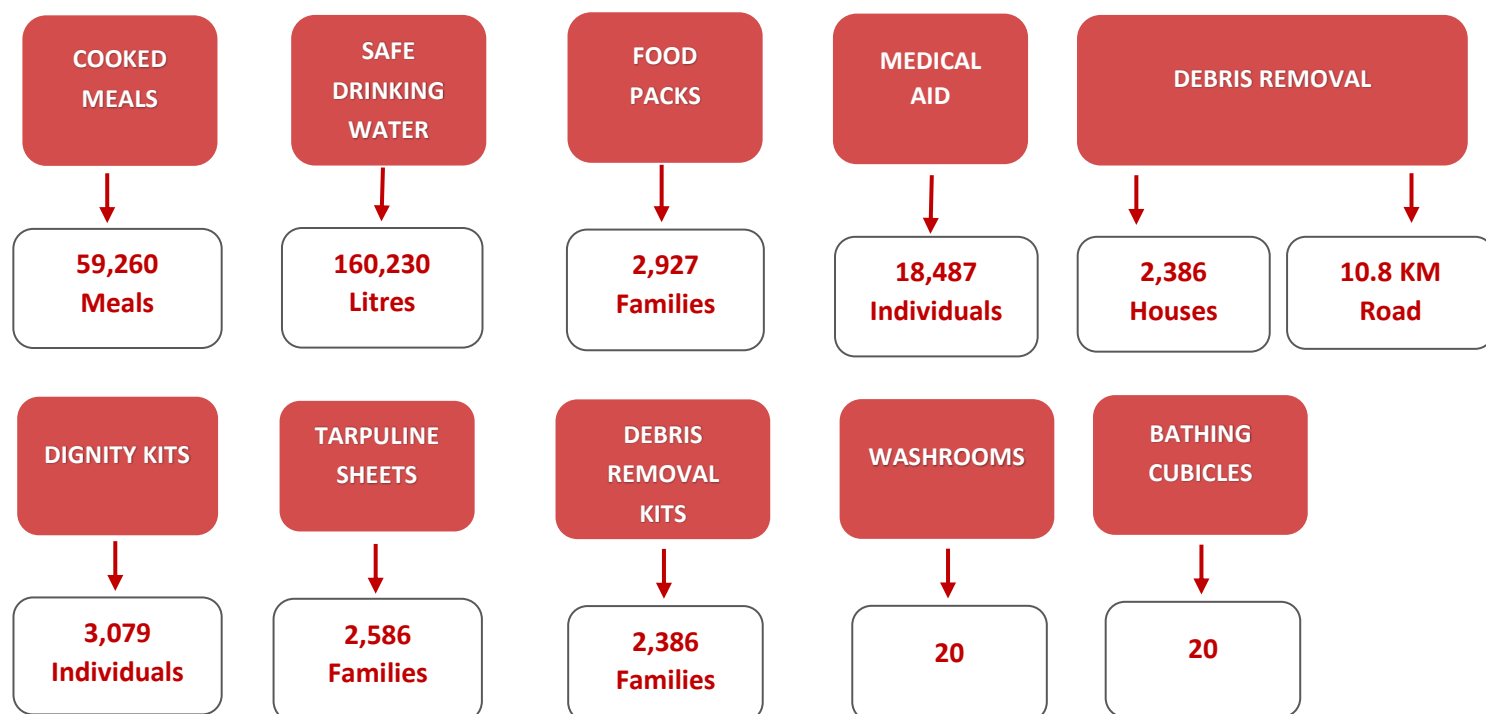 COOKED
MEALS
SAFE
DRINKING
WATER
FOOD
PACKS
MEDICAL
AID
DEBRIS REMOVAL
59,260
Meals
160,230
Litres
2,927
Families
18,487
Individuals
2,386
Houses
10.8 KM
Road
DIGNITY KITS
TARPULINE
SHEETS
DEBRIS
REMOVAL
KITS
WASHROOMS
BATHING
CUBICLES
3,079
Individuals
2,586
Families
2,386
Families
20
20